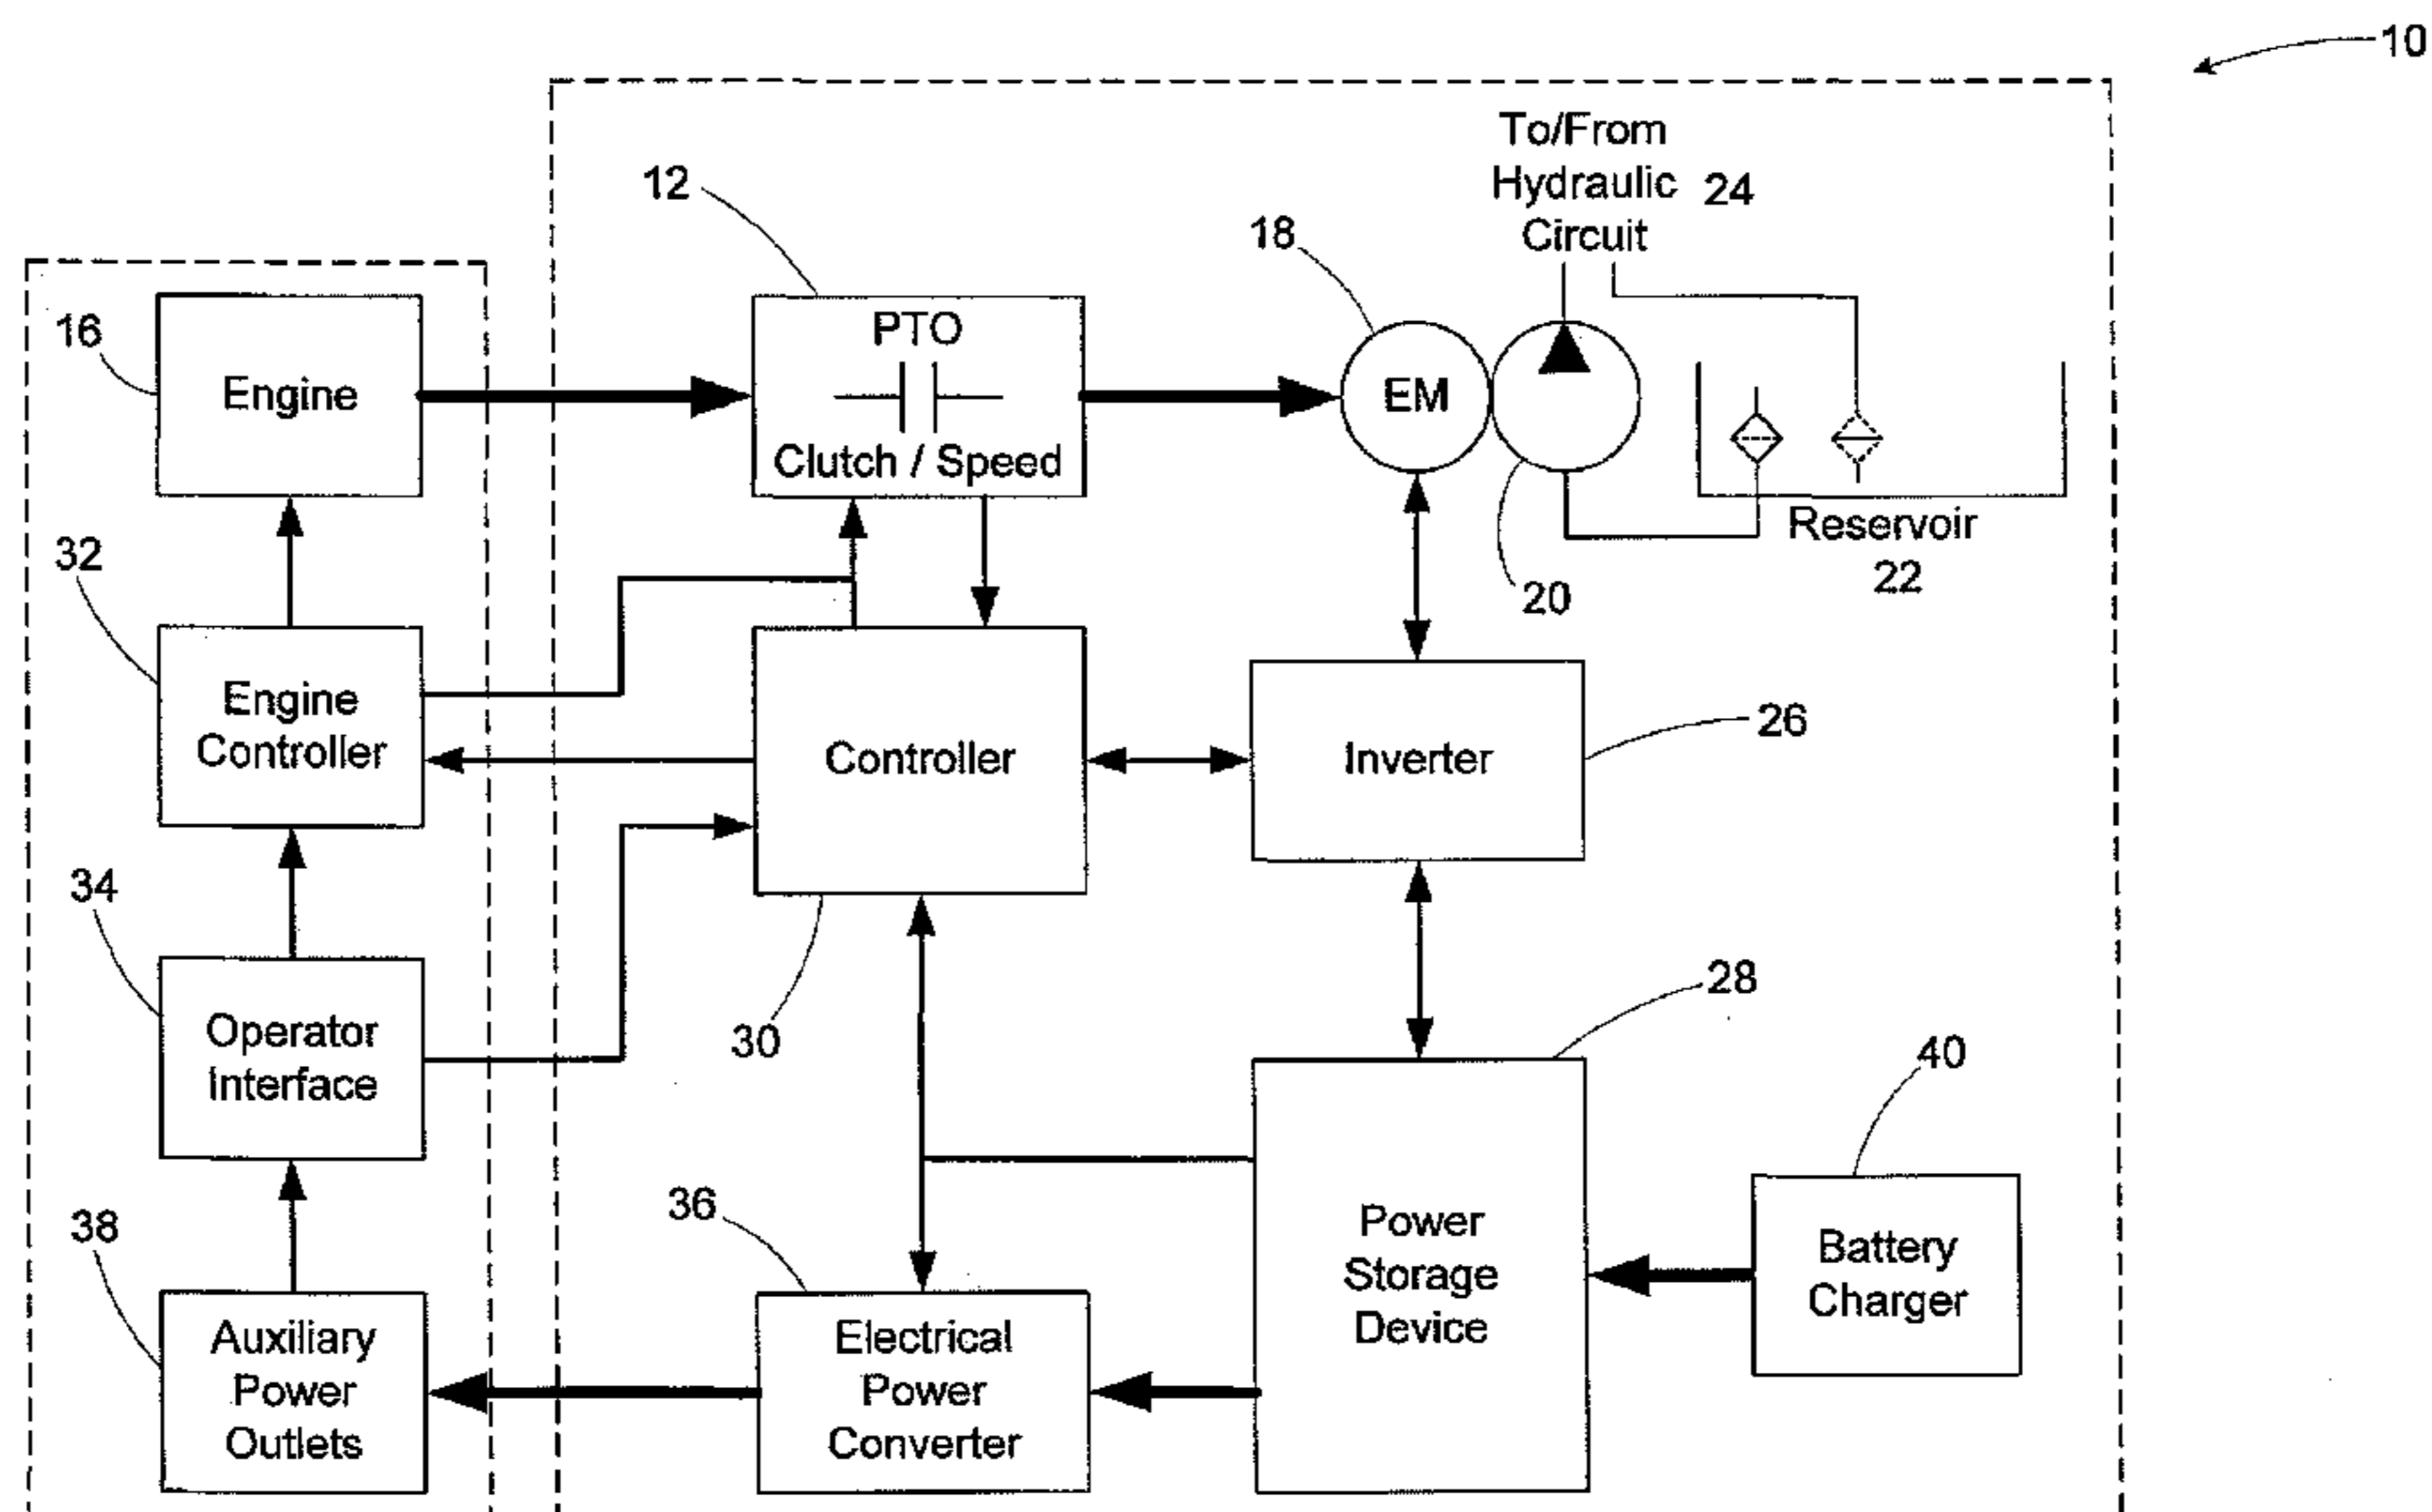 10
To/From
Hydraulic 24
Circuit
12
18
16
Engine
PTO
Clutch / Speed
EM
Reservoir
22
20
32
Engine
Controller
Controller
Inverter
26
34
Operator
Interface
30
28
40
38
Auxiliary
Power
Outlets
36
Electrical
Power
Converter
Power
Storage
Device
Battery
Charger